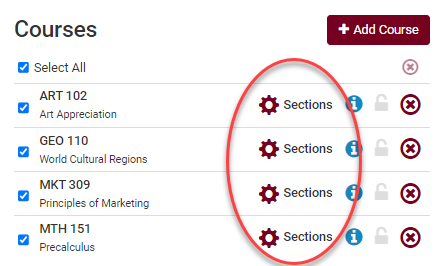 Courses
+ Add Course
Select All
ART 102
Art Appreciation
Sections
GEO 110
World Cultural Regions
Sections
MKT 309
Principles of Marketing
Sections
MTH 151
Precalculus
Sections